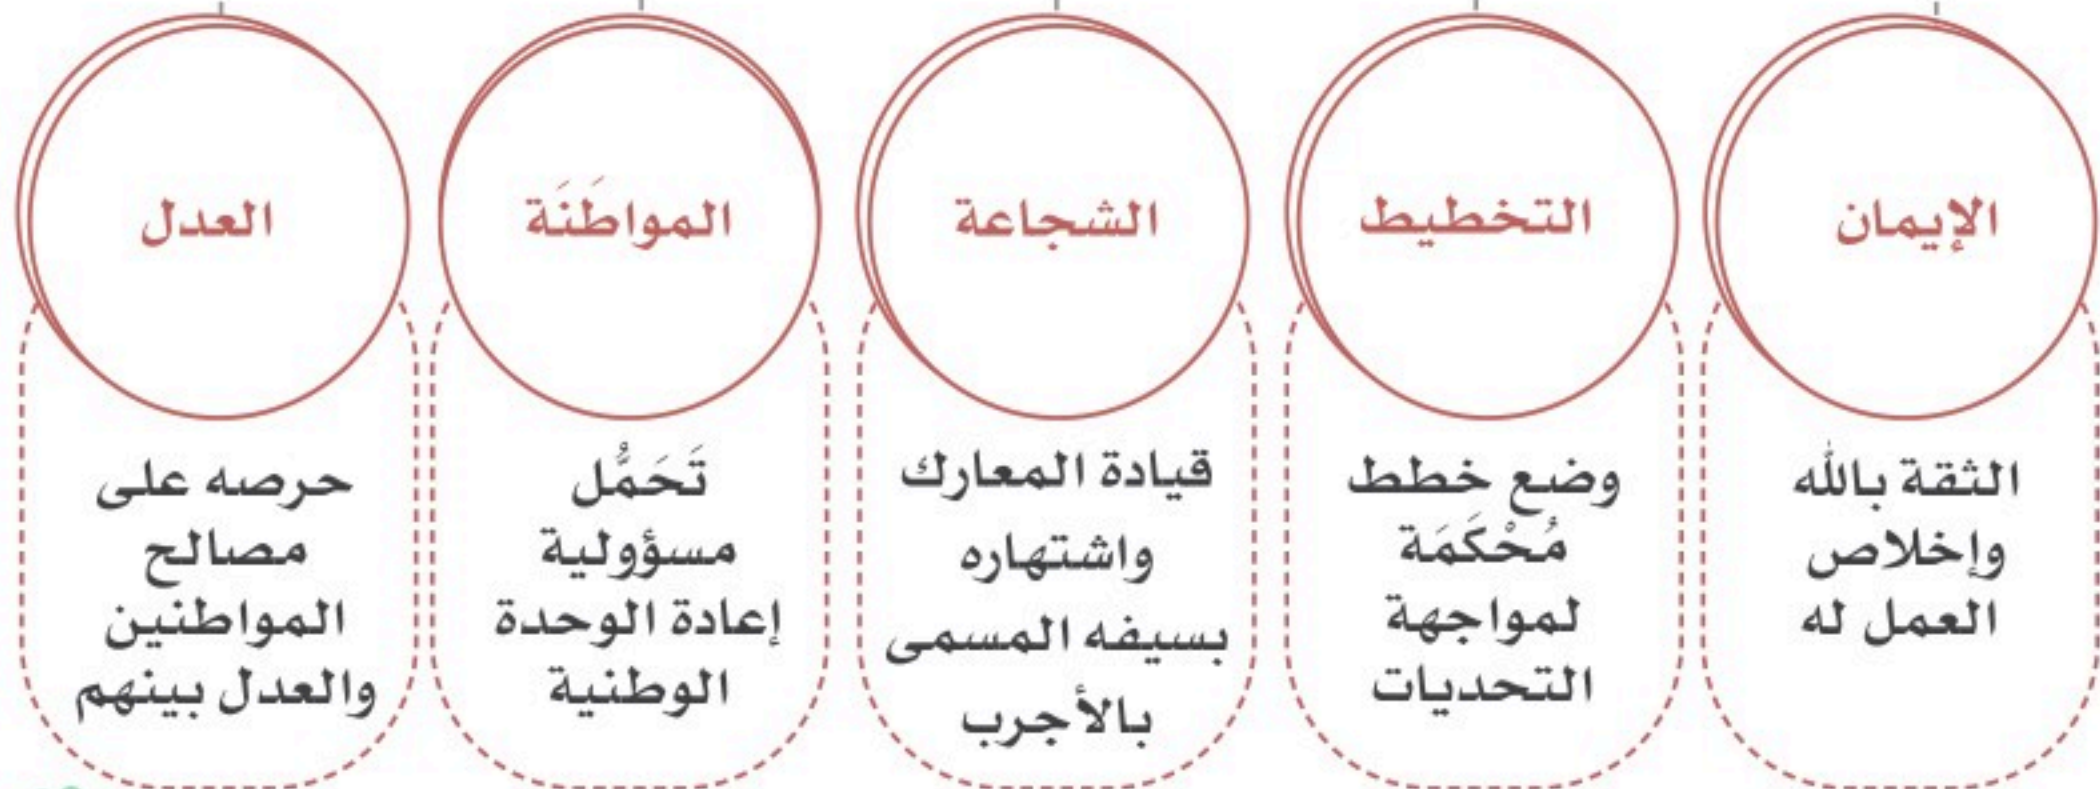 الإيمان
الثقة بالله
وإخلاص
العمل له
التخطيط
وضع خطط
مُحْكَمَة
لمواجهة
التحديات
الشجاعة
قيادة المعارك
واشتهاره
بسيفه المسمى
بالأجرب
المواطَنَة
تَحَمُّل
مسؤولية
إعادة الوحدة
الوطنية
العدل
حرصه على
مصالح
المواطنين
والعدل بينهم